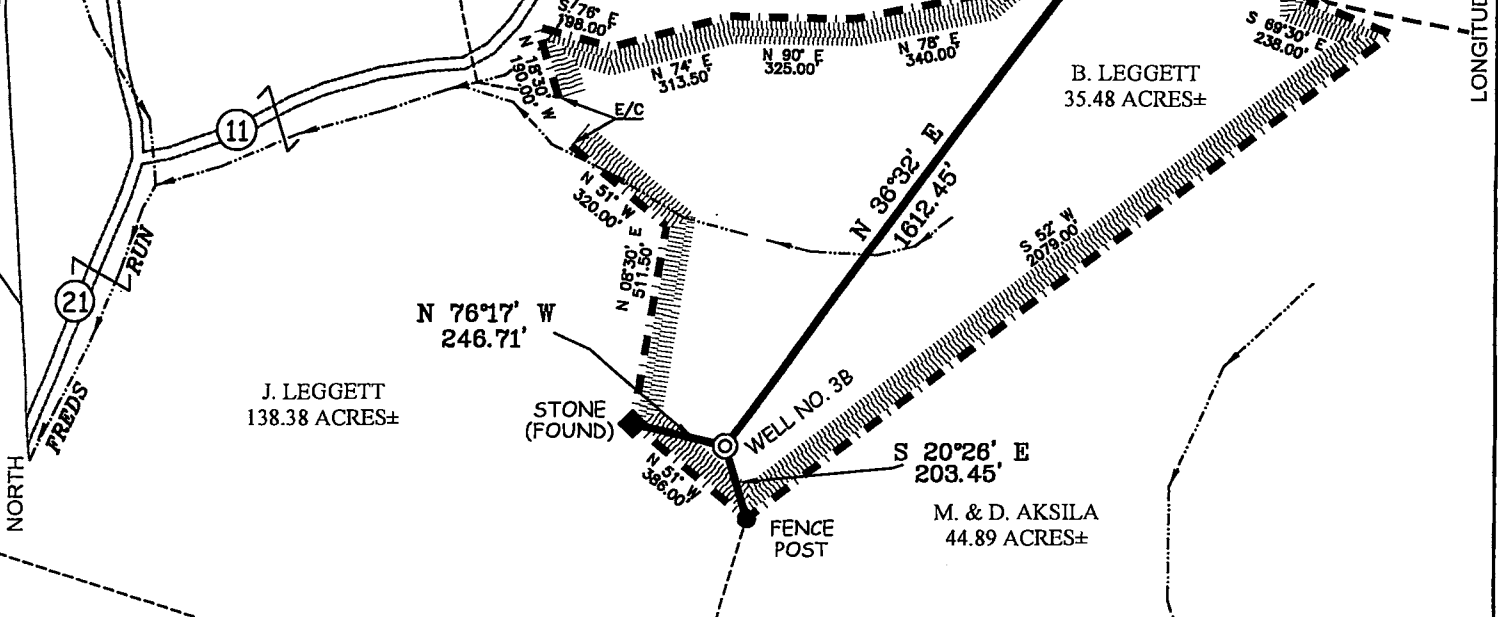 S 76° E
198.00'
N 18°30' W
190.00'
N 74° E
313.50'
N 90° E
325.00'
N 78° E
340.00'
S 69°30' E
238.00'
LONGITUD
B. LEGGETT
35.48 ACRES±
E/C
11
N 51° W
320.00'
N 36°32' E
1612.45'
S 52° W
2079.00'
N 08°30' E
511.50'
RUN
21
N 76°17' W
246.71'
J. LEGGETT
138.38 ACRES±
FREDS
STONE
(FOUND)
WELL NO. 3B
N 51° W
386.00'
S 20°26' E
203.45'
M. & D. AKSILA
44.89 ACRES±
FENCE
POST
NORTH